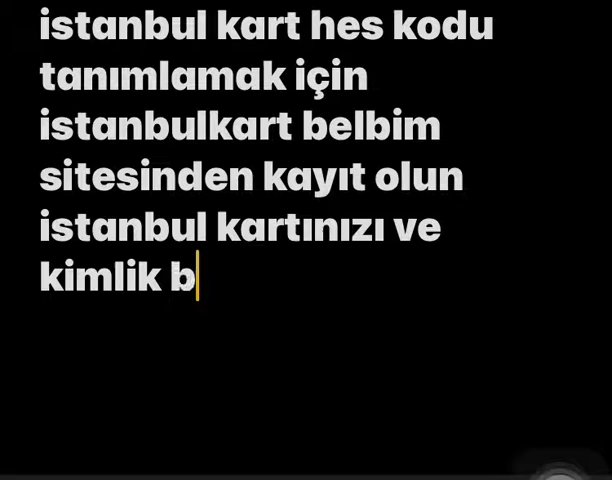 istanbul kart hes kodu
tanımlamak için
istanbulkart belbim
sitesinden kayıt olun
istanbul kartınızı ve
kimlik b